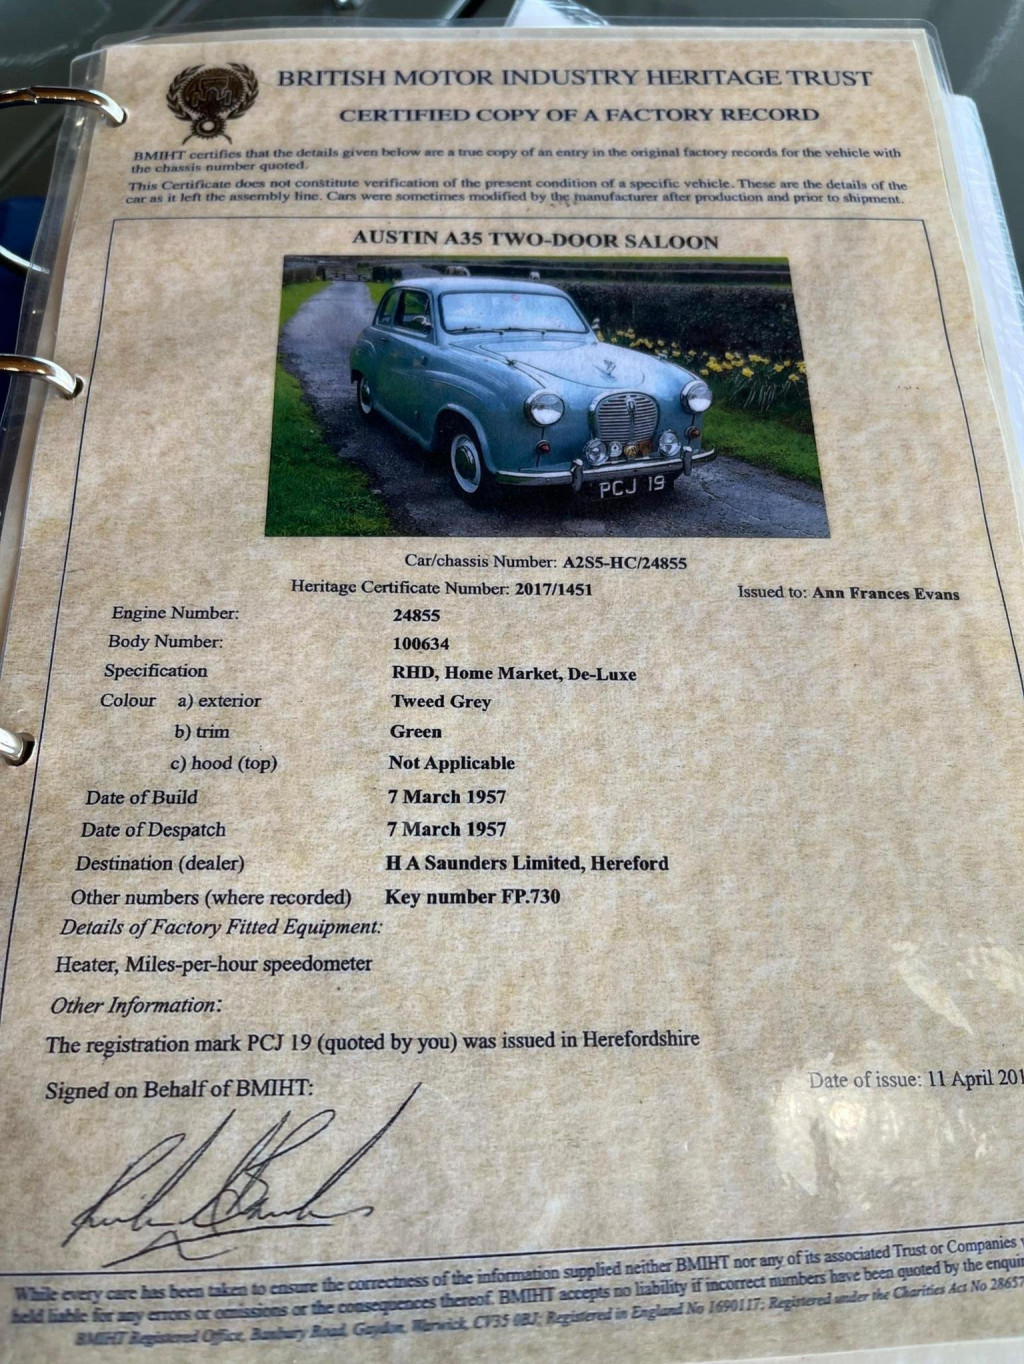 BRITISH MOTOR INDUSTRY HERITAGE TRUST
CERTIFIED COPY OF A FACTORY RECORD
BMIHT certifies that the details given below are a true copy of an entry in the original factory records for the vehicle with
the chassis number quoted.
This Certificate does not constitute verification of the present condition of a specific vehicle. These are the details of the
car as it left the assembly line. Cars were sometimes modified by the manufacturer after production and prior to shipment.
AUSTIN A35 TWO-DOOR SALOON
PCJ 19
Car/chassis Number: A2S5-HC/24855
Heritage Certificate Number: 2017/1451 Issued to: Ann Frances Evans
Engine Number: 24855
Body Number: 100634
Specification RHD, Home Market, De-Luxe
Colour a) exterior Tweed Grey
b) trim Green
c) hood (top) Not Applicable
Date of Build 7 March 1957
Date of Despatch 7 March 1957
Destination (dealer) H A Saunders Limited, Hereford
Other numbers (where recorded) Key number FP.730
Details of Factory Fitted Equipment:
Heater, Miles-per-hour speedometer
Other Information:
The registration mark PCJ 19 (quoted by you) was issued in Herefordshire
Signed on Behalf of BMIHT: Date of issue: 11 April 201
While every care has been taken to ensure the correctness of the information supplied neither BMIHT nor any of its associated Trust or Companies
held liable for any errors or omissions or the consequences thereof. BMIHT accepts no liability if incorrect numbers have been quoted by the enqui
BMIHT Registered Office, Banbury Road, Gaydon, Warwick, CV35 0BJ; Registered in England No 1690117; Registered under the Charities Act No 28657